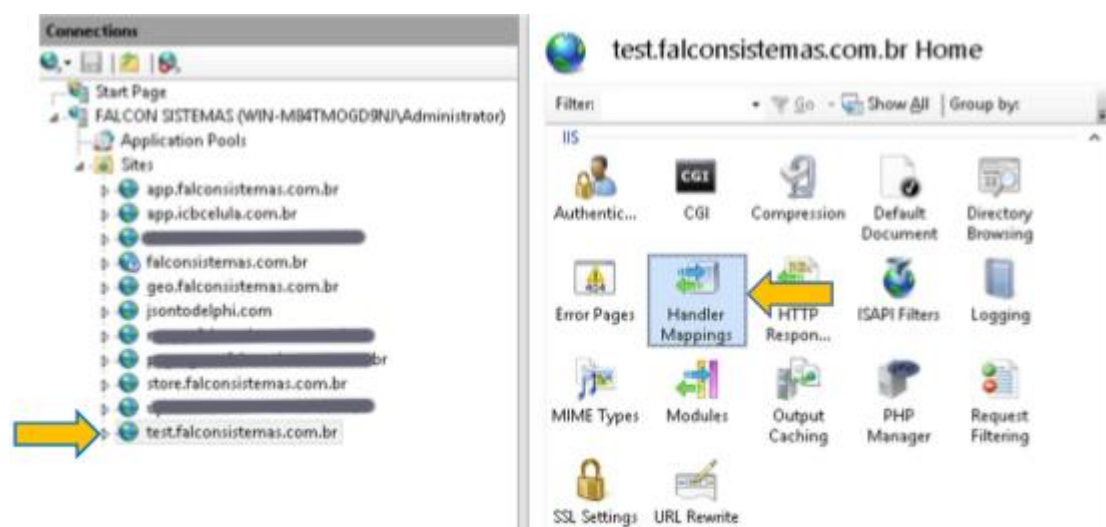 Connections
Start Page
FALCON SISTEMAS (WIN-M84TMOGD9NJ\Administrator)
Application Pools
Sites
app.falconsistemas.com.br
app.icbcelula.com.br
falconsistemas.com.br
geo.falconsistemas.com.br
jsontodelphi.com
br
store.falconsistemas.com.br
test.falconsistemas.com.br
test.falconsistemas.com.br Home
Filter: Go Show All Group by:
IIS
Authentic... CGI Compression Default Document Directory Browsing
404
Error Pages Handler Mappings HTTP Respon... ISAPI Filters Logging
MIME Types Modules Output Caching PHP Manager Request Filtering
SSL Settings URL Rewrite